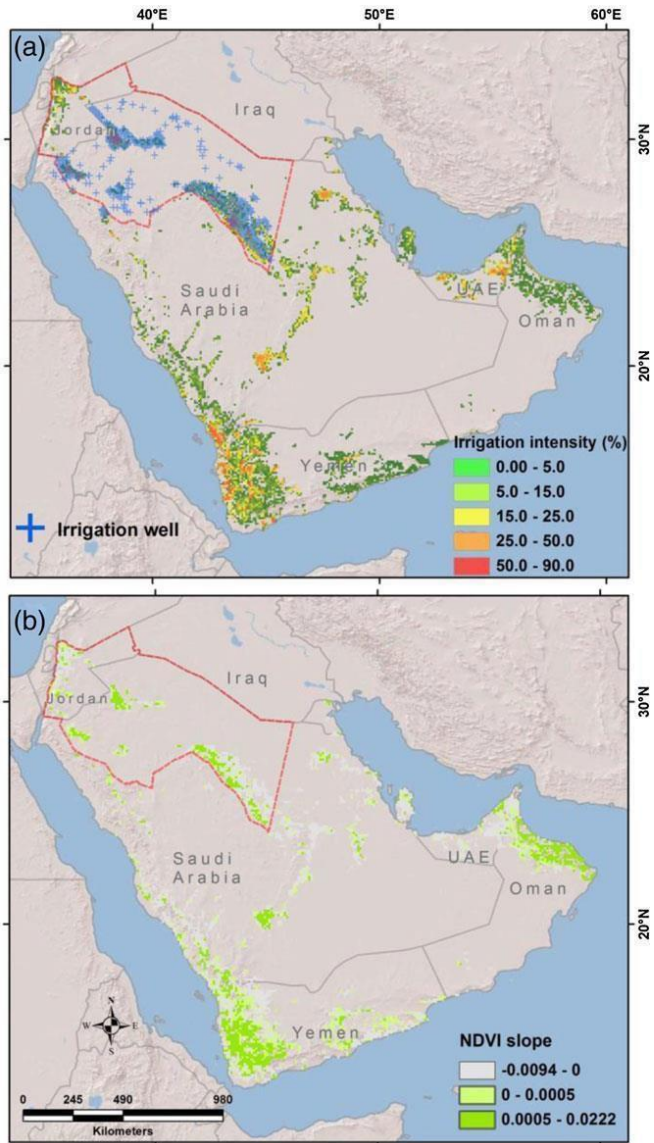 40°E 50°E 60°E
(a)
Iraq
Jordan
30°N
Saudi
Arabia
UAE
Oman
20°N
Yemen
Irrigation intensity (%)
0.00 - 5.0
5.0 - 15.0
15.0 - 25.0
25.0 - 50.0
50.0 - 90.0
Irrigation well
(b)
Iraq
Jordan
30°N
Saudi
Arabia
UAE
Oman
20°N
Yemen
N
W E
S
0 245 490 980
Kilometers
NDVI slope
-0.0094 - 0
0 - 0.0005
0.0005 - 0.0222